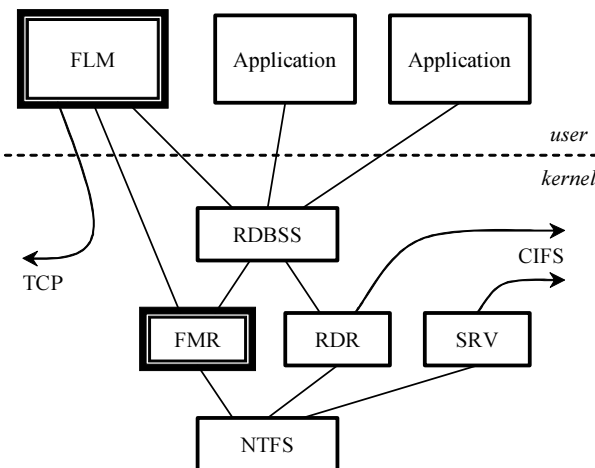 FLM
Application
Application
user
kernel
RDBSS
CIFS
TCP
FMR
RDR
SRV
NTFS